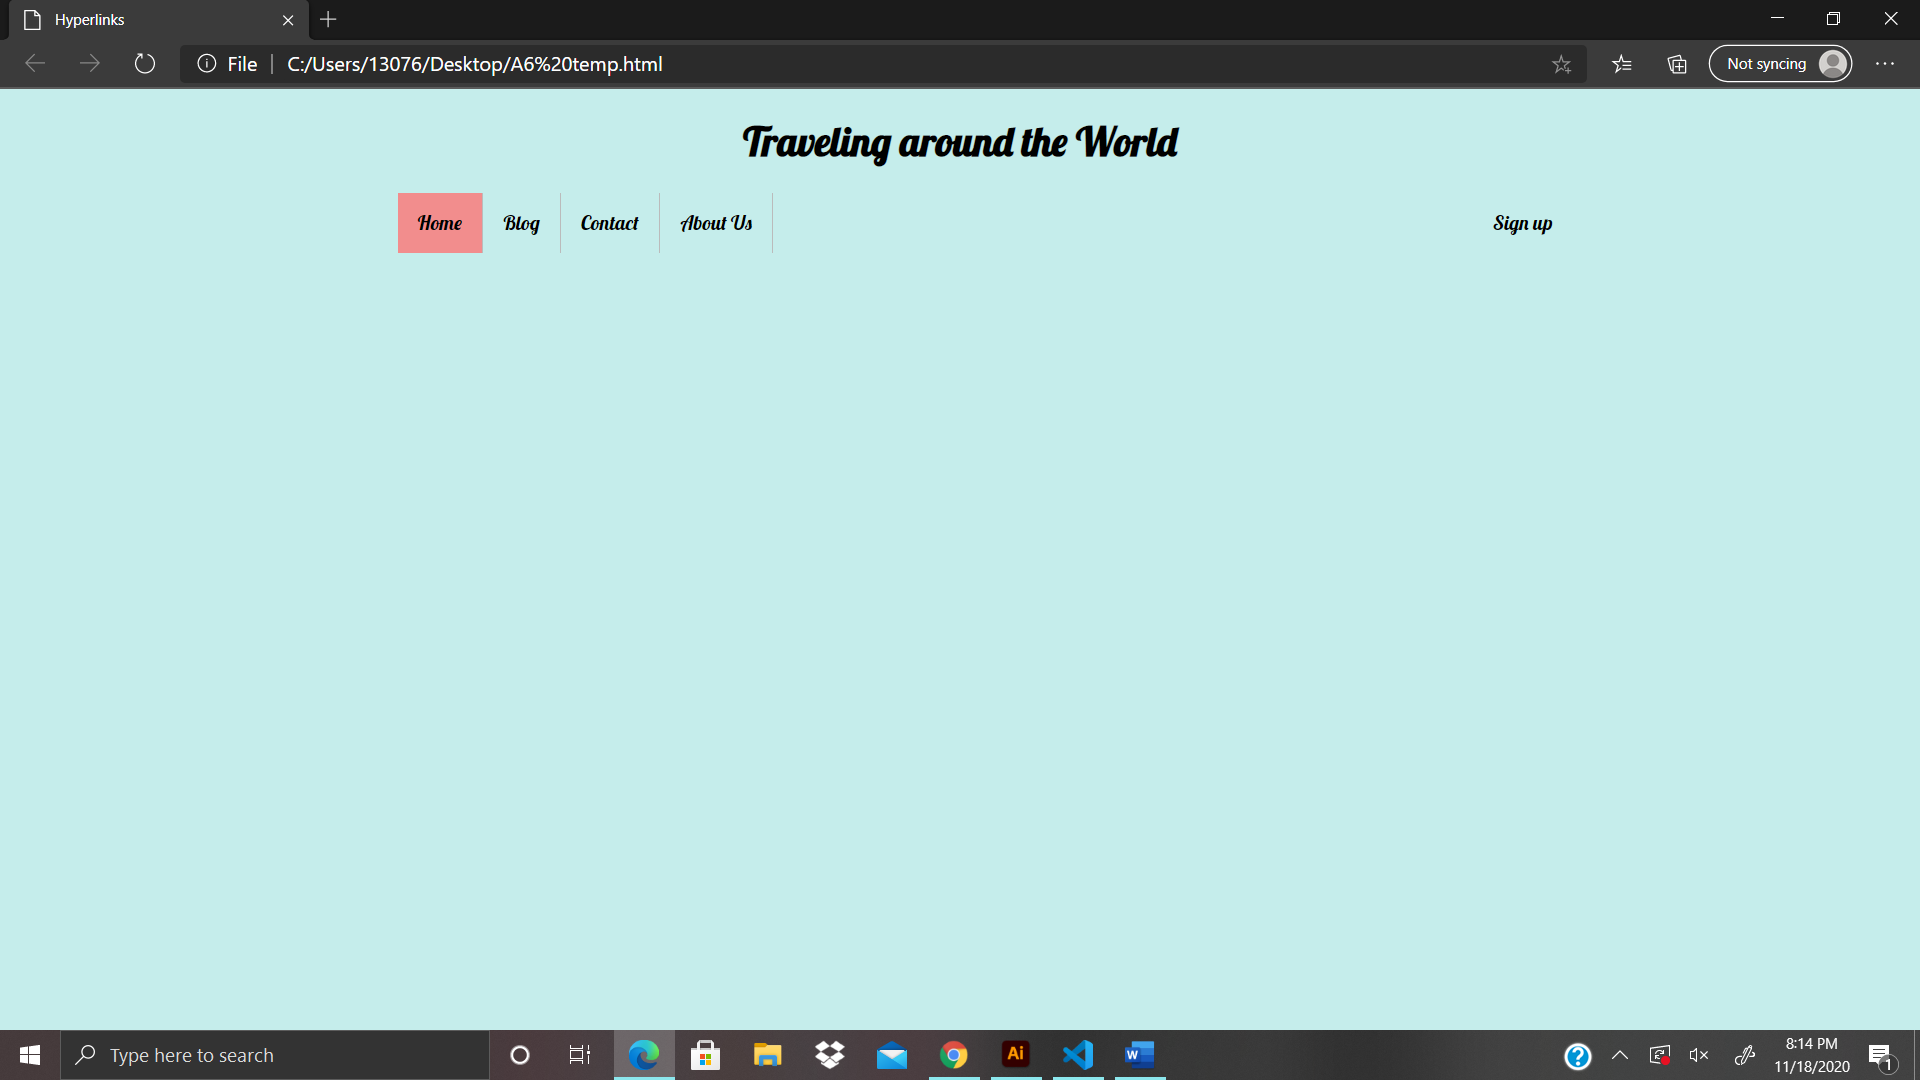 Hyperlinks
File C:/Users/13076/Desktop/A6%20temp.html Not syncing
Traveling around the World
Home Blog Contact About Us Sign up
Type here to search
Ai
W
?
8:14 PM
11/18/2020
1